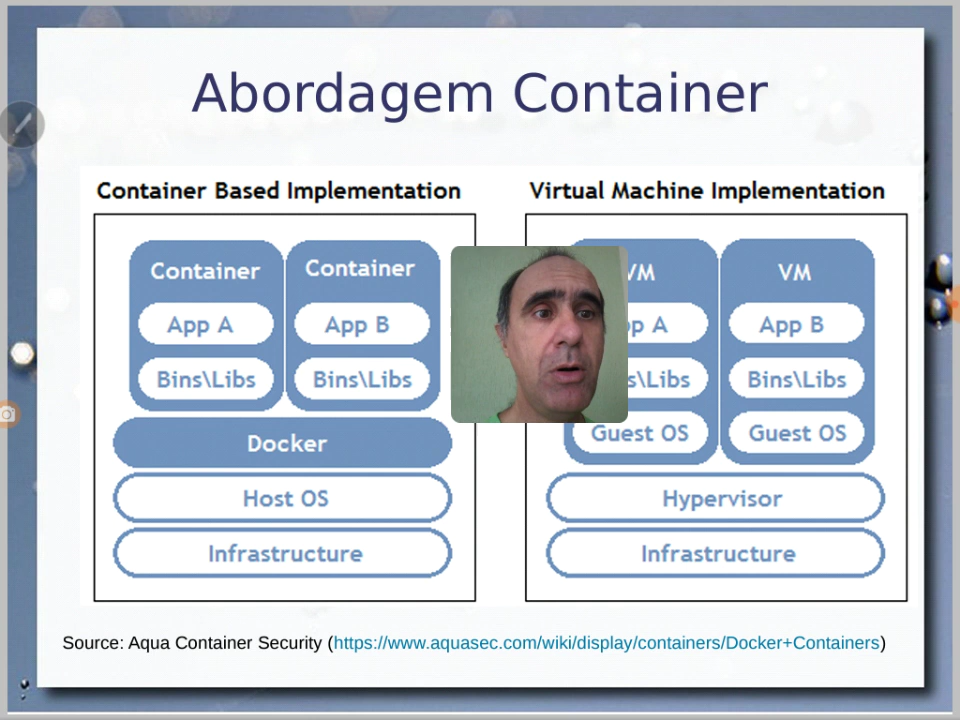 Abordagem Container
Container Based Implementation
Container
Container
App A
App B
Bins\Libs
Bins\Libs
Docker
Host OS
Infrastructure
Virtual Machine Implementation
VM
VM
A
App B
\Libs
Bins\Libs
Guest OS
Guest OS
Hypervisor
Infrastructure
Source: Aqua Container Security (https://www.aquasec.com/wiki/display/containers/Docker+Containers)